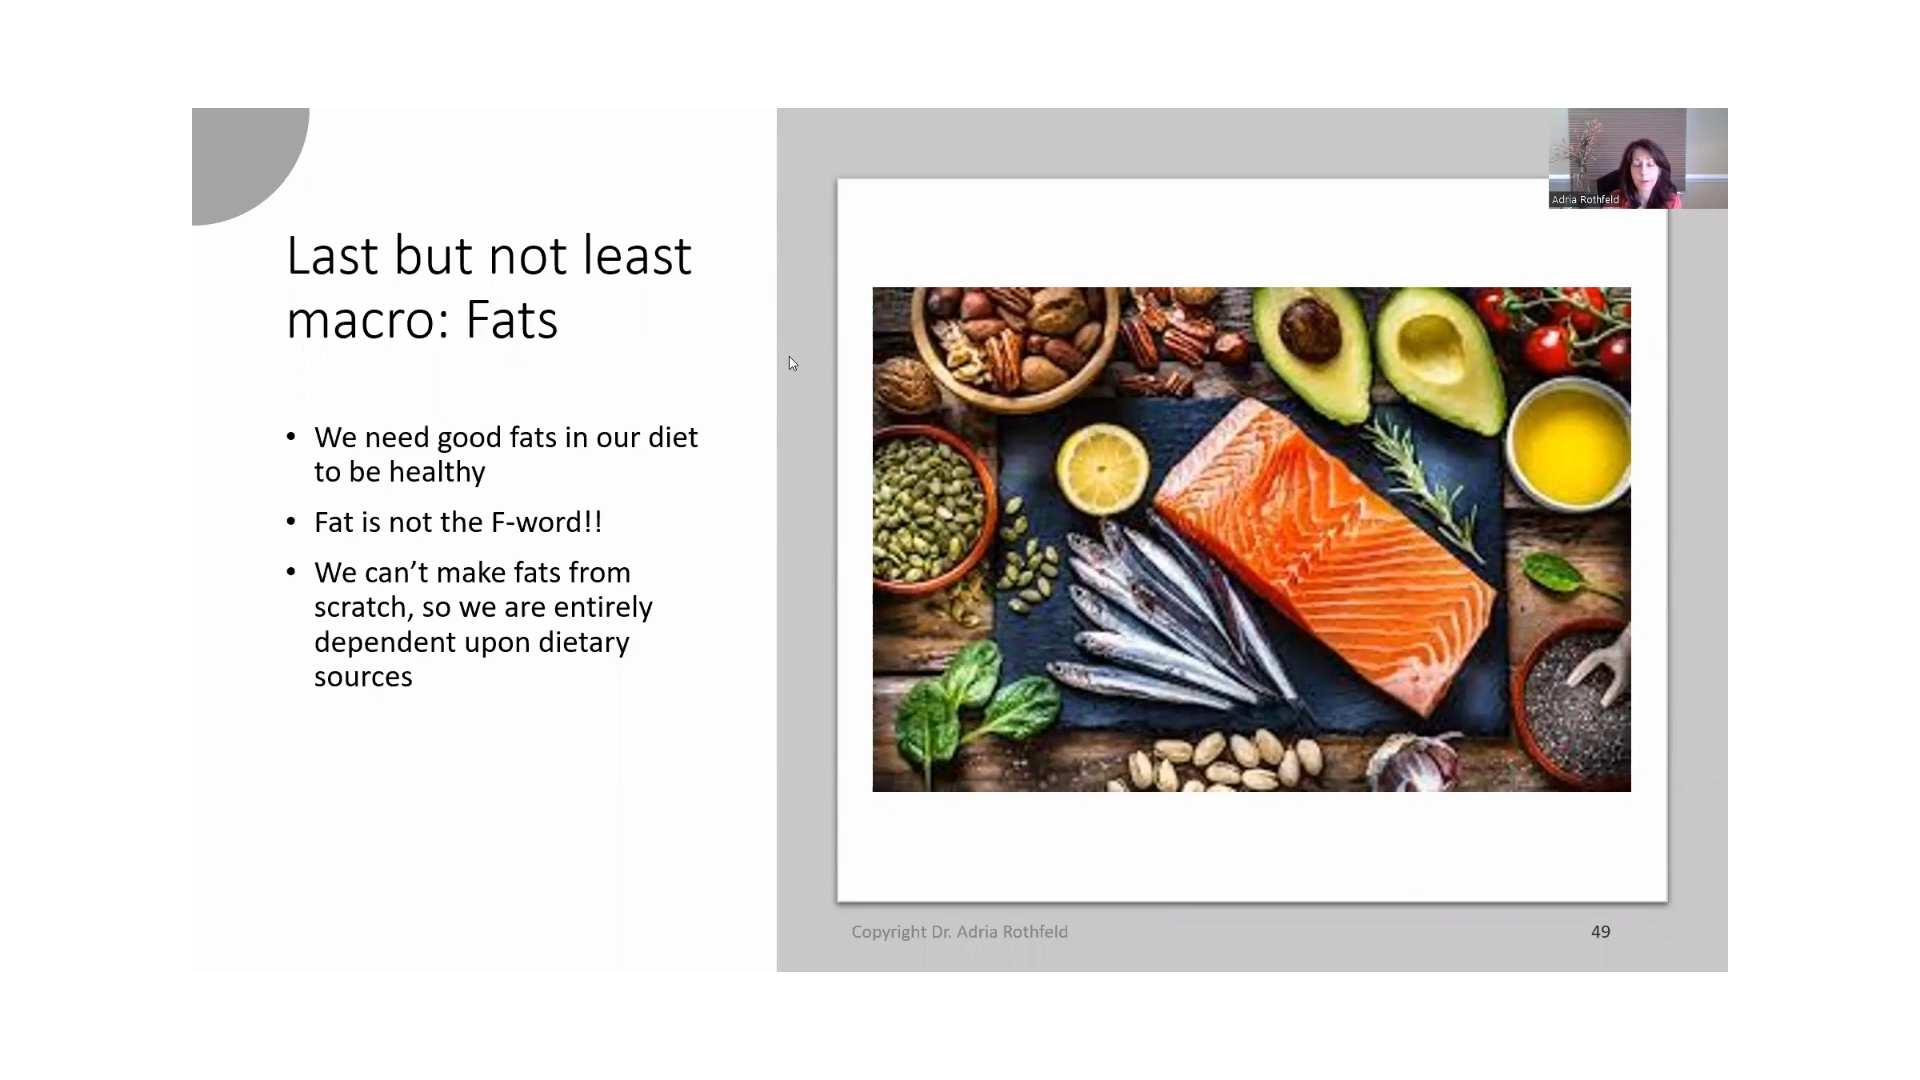 Adria Rothfeld
Last but not least
macro: Fats
• We need good fats in our diet
to be healthy
• Fat is not the F-word!!
• We can’t make fats from
scratch, so we are entirely
dependent upon dietary
sources
Copyright Dr. Adria Rothfeld
49